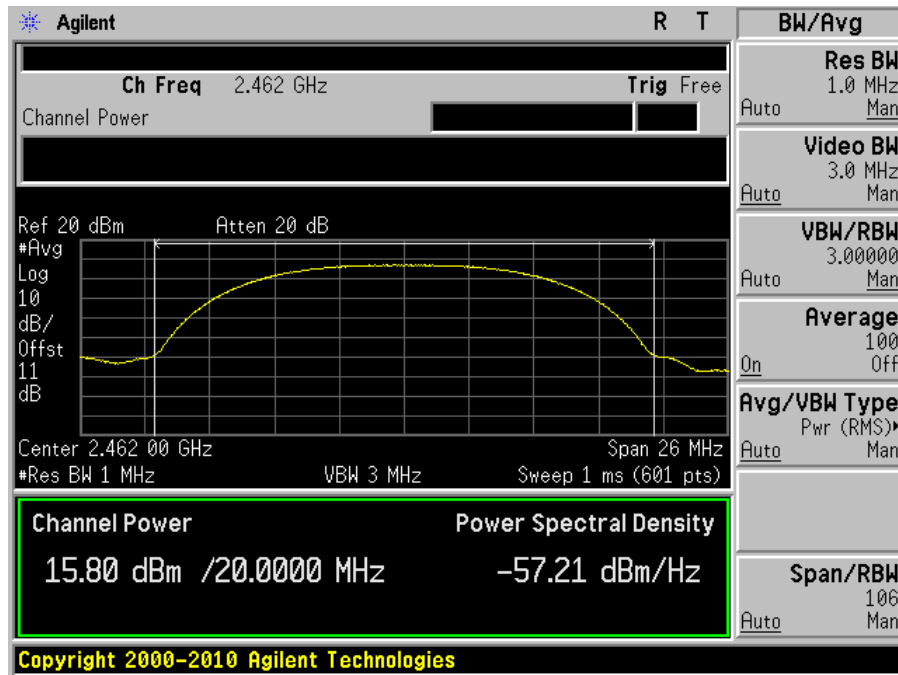 Agilent R T BW/Avg
Ch Freq 2.462 GHz Trig Free
Channel Power
Res BW
1.0 MHz
Auto Man
Video BW
3.0 MHz
Auto Man
VBW/RBW
3.00000
Auto Man
Average
100
On Off
Avg/VBW Type
Pwr (RMS)
Auto Man
Span/RBW
106
Auto Man
Ref 20 dBm Atten 20 dB
#Avg
Log
10
dB/
Offst
11
dB
Center 2.462 00 GHz Span 26 MHz
#Res BW 1 MHz VBW 3 MHz Sweep 1 ms (601 pts)
Channel Power Power Spectral Density
15.80 dBm /20.0000 MHz -57.21 dBm/Hz
Copyright 2000-2010 Agilent Technologies